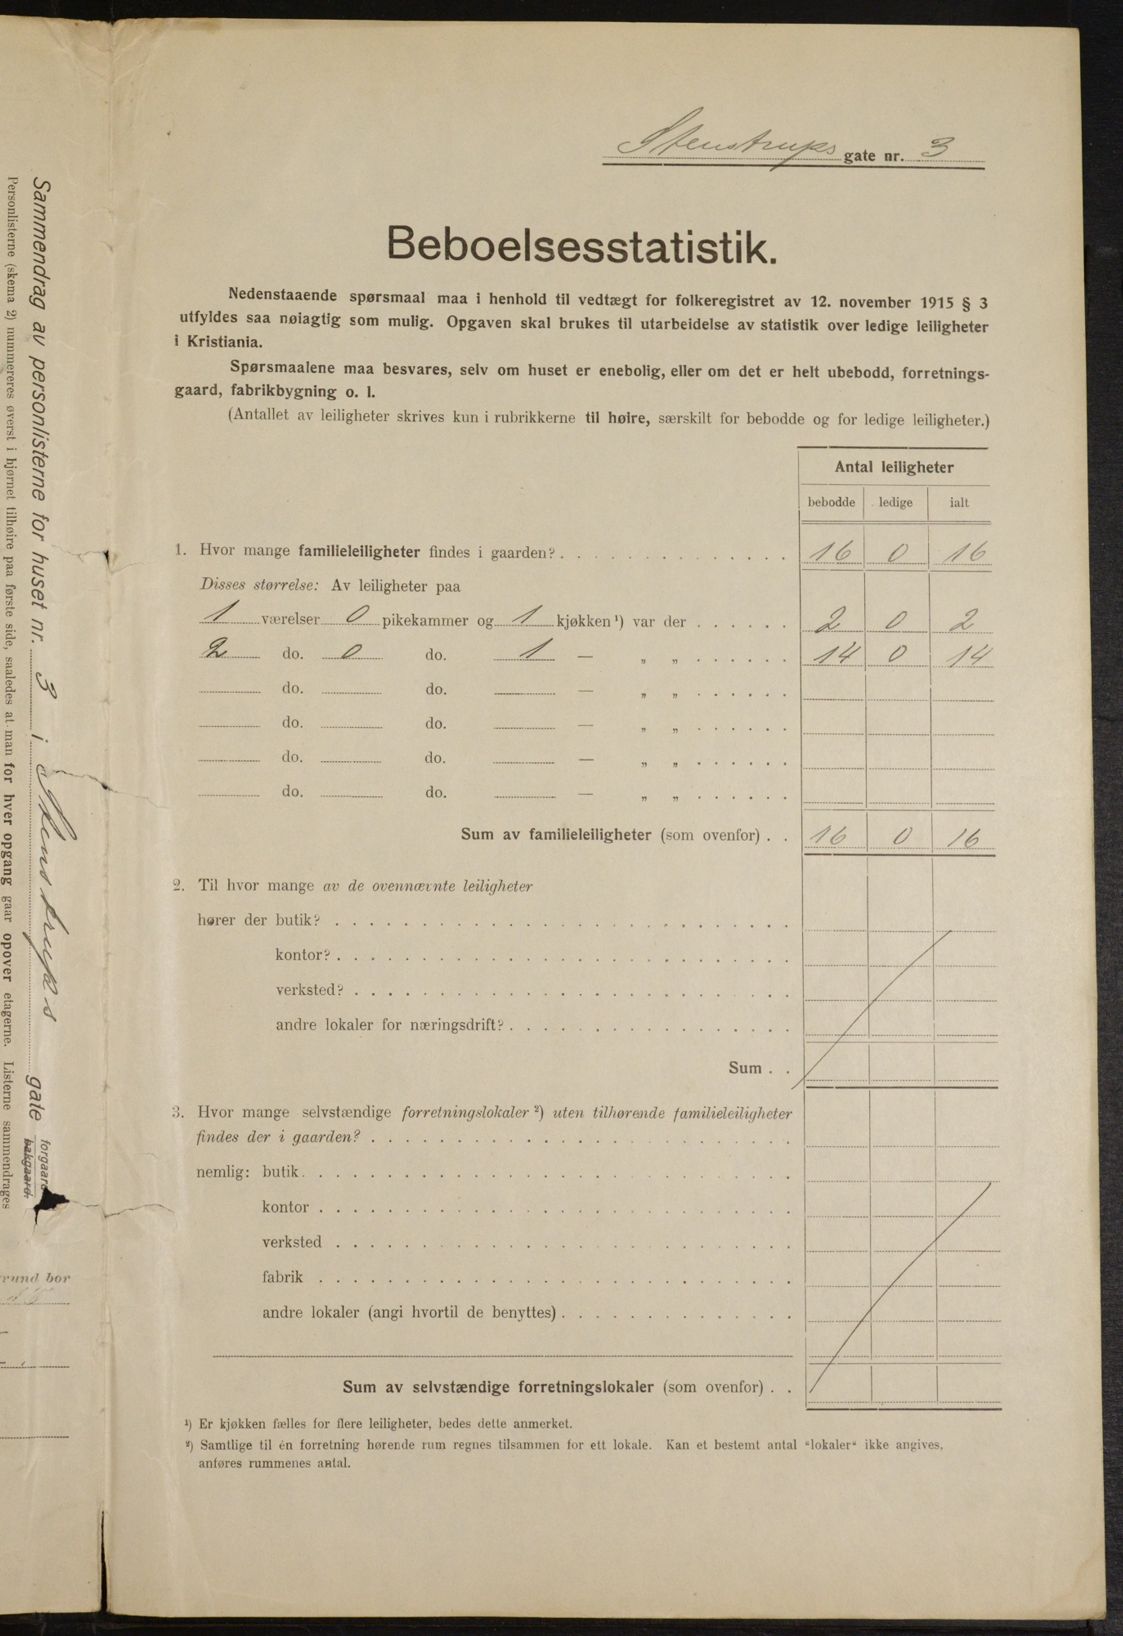 Stenstrups gate nr. 3
Beboelsesstatistik.
Nedenstaaende spørsmaal maa i henhold til vedtægt for folkeregistret av 12. november 1915 § 3
utfyldes saa nøiagtig som mulig. Opgaven skal brukes til utarbeidelse av statistik over ledige leiligheter
i Kristiania.
Spørsmaalene maa besvares, selv om huset er enebolig, eller om det er helt ubebodd, forretnings-
gaard, fabrikbygning o. l.
(Antallet av leiligheter skrives kun i rubrikkerne til høire, særskilt for bebodde og for ledige leiligheter.)
Antal leiligheter
bebodde ledige ialt
1. Hvor mange familieleiligheter findes i gaarden? 16 0 16
Disses størrelse: Av leiligheter paa
1 værelser 0 pikekammer og 1 kjøkken ¹) var der 2 0 2
2 do. 0 do. 1 — „ „ 14 0 14
do. do. — „ „
do. do. — „ „
do. do. — „ „
do. do. — „ „
Sum av familieleiligheter (som ovenfor) . . 16 0 16
2. Til hvor mange av de ovennævnte leiligheter
hører der butik?
kontor?
verksted?
andre lokaler for næringsdrift?
Sum . .
3. Hvor mange selvstændige forretningslokaler ²) uten tilhørende familieleiligheter
findes der i gaarden?
nemlig: butik
kontor
verksted
fabrik
andre lokaler (angi hvortil de benyttes)
Sum av selvstændige forretningslokaler (som ovenfor) . .
¹) Er kjøkken fælles for flere leiligheter, bedes dette anmerket.
²) Samtlige til én forretning hørende rum regnes tilsammen for ett lokale. Kan et bestemt antal "lokaler" ikke angives,
anføres rummenes antal.
Sammendrag av personlisterne for huset nr. 3 i Stenstrups gate forgaard bakgaard.
Personlisterne (skema 2) nummereres øverst i hjørnet tilhøire paa første side, saaledes at man for hver opgang gaar opover etagerne. Listerne sammendrages
grund bor